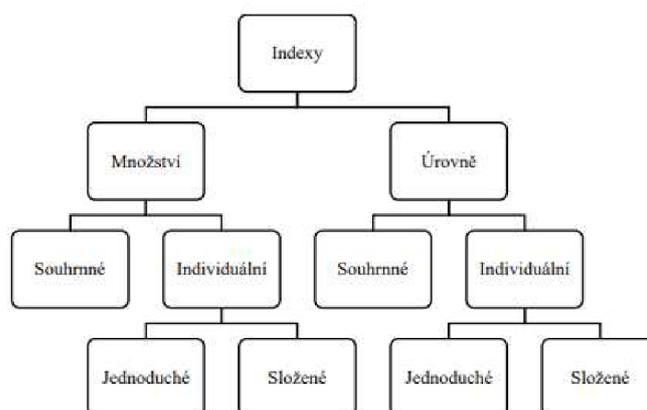 Indexy
Množství
Úrovně
Souhrnné
Individuální
Souhrnné
Individuální
Jednoduché
Složené
Jednoduché
Složené